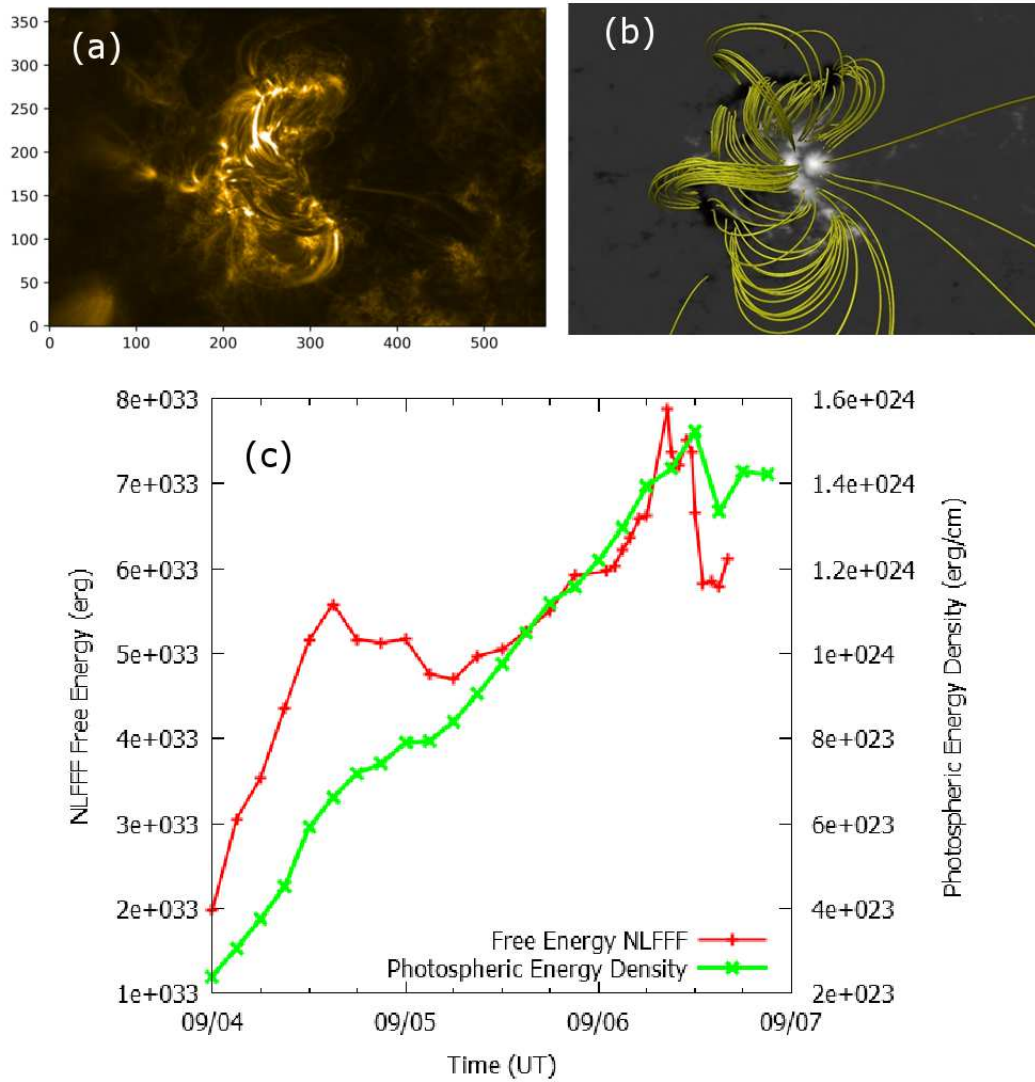 (a)
350
300
250
200
150
100
50
0
0 100 200 300 400 500
(b)
(c)
8e+033
7e+033
6e+033
5e+033
4e+033
3e+033
2e+033
1e+033
NLFFF Free Energy (erg)
1.6e+024
1.4e+024
1.2e+024
1e+024
8e+023
6e+023
4e+023
2e+023
Photospheric Energy Density (erg/cm)
Free Energy NLFFF
Photospheric Energy Density
09/04 09/05 09/06 09/07
Time (UT)